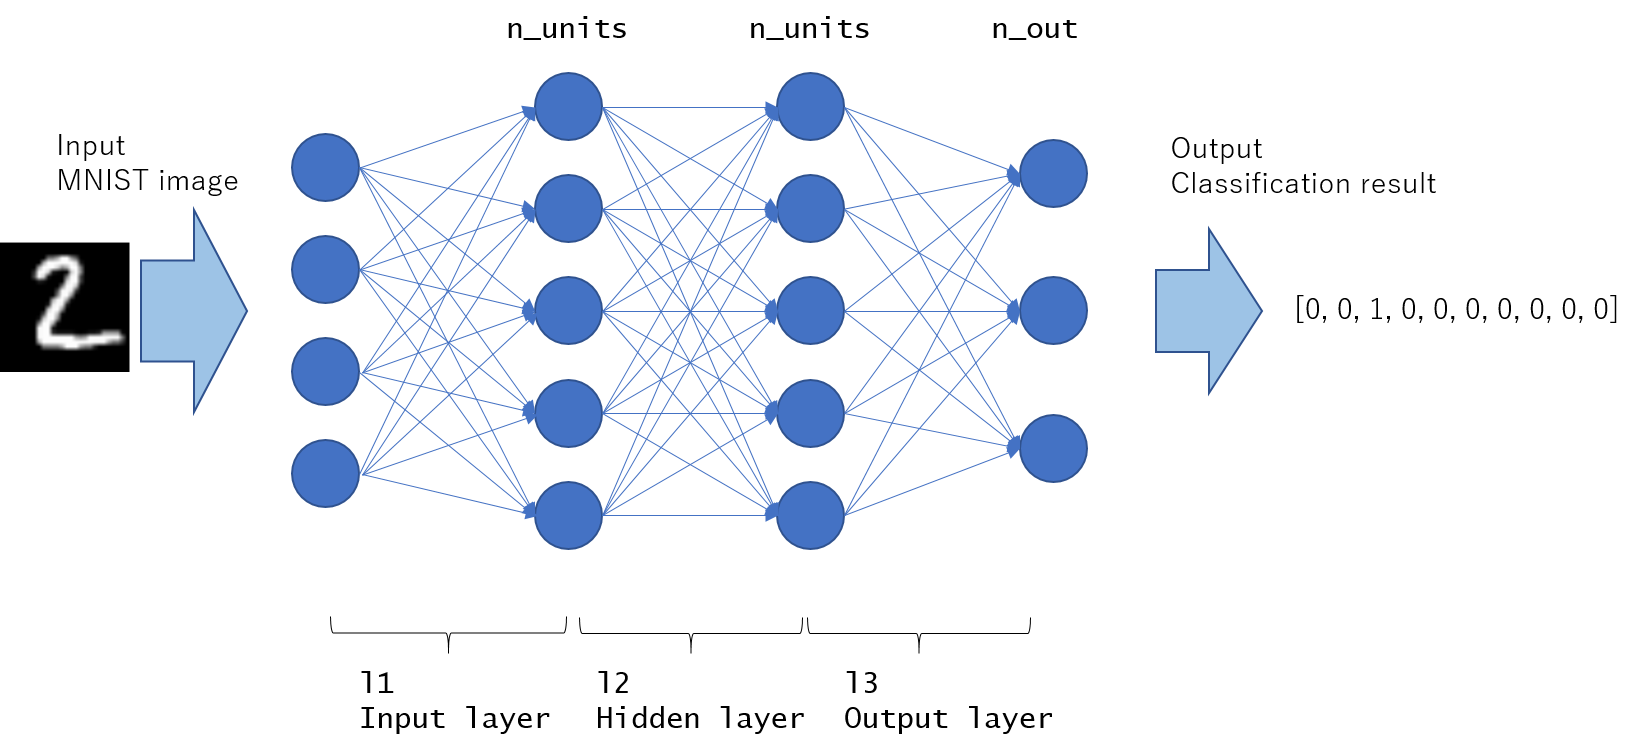 n_units
n_units
n_out
Input
MNIST image
Output
Classification result
[0, 0, 1, 0, 0, 0, 0, 0, 0, 0]
l1
Input layer
l2
Hidden layer
l3
Output layer